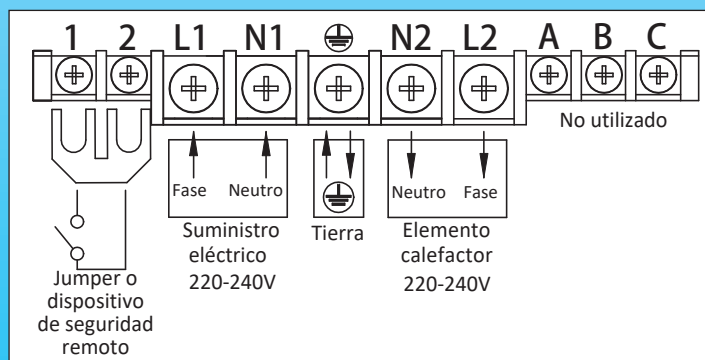 1 2 L1 N1 N2 L2 A B C
No utilizado
Fase Neutro
Neutro Fase
Suministro
eléctrico
220-240V
Tierra
Elemento
calefactor
220-240V
Jumper o
dispositivo
de seguridad
remoto